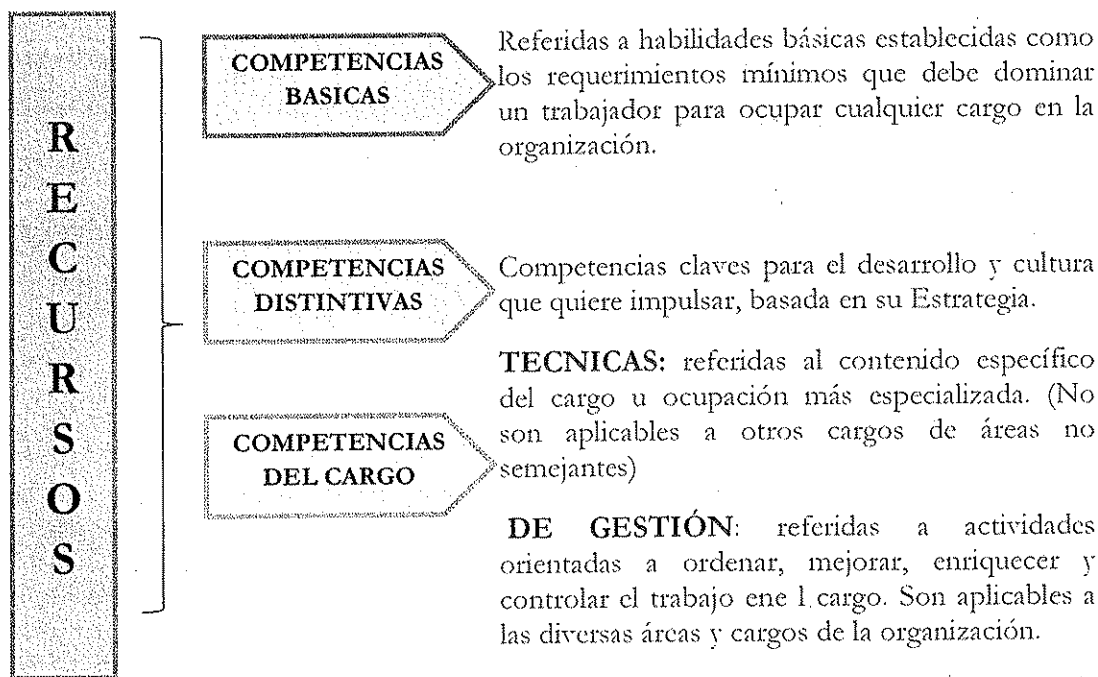 RECURSOS
COMPETENCIAS
BASICAS
Referidas a habilidades básicas establecidas como
los requerimientos mínimos que debe dominar
un trabajador para ocupar cualquier cargo en la
organización.
COMPETENCIAS
DISTINTIVAS
Competencias claves para el desarrollo y cultura
que quiere impulsar, basada en su Estrategia.
COMPETENCIAS
DEL CARGO
TECNICAS: referidas al contenido específico
del cargo u ocupación más especializada. (No
son aplicables a otros cargos de áreas no
semejantes)
DE GESTIÓN: referidas a actividades
orientadas a ordenar, mejorar, enriquecer y
controlar el trabajo ene l cargo. Son aplicables a
las diversas áreas y cargos de la organización.